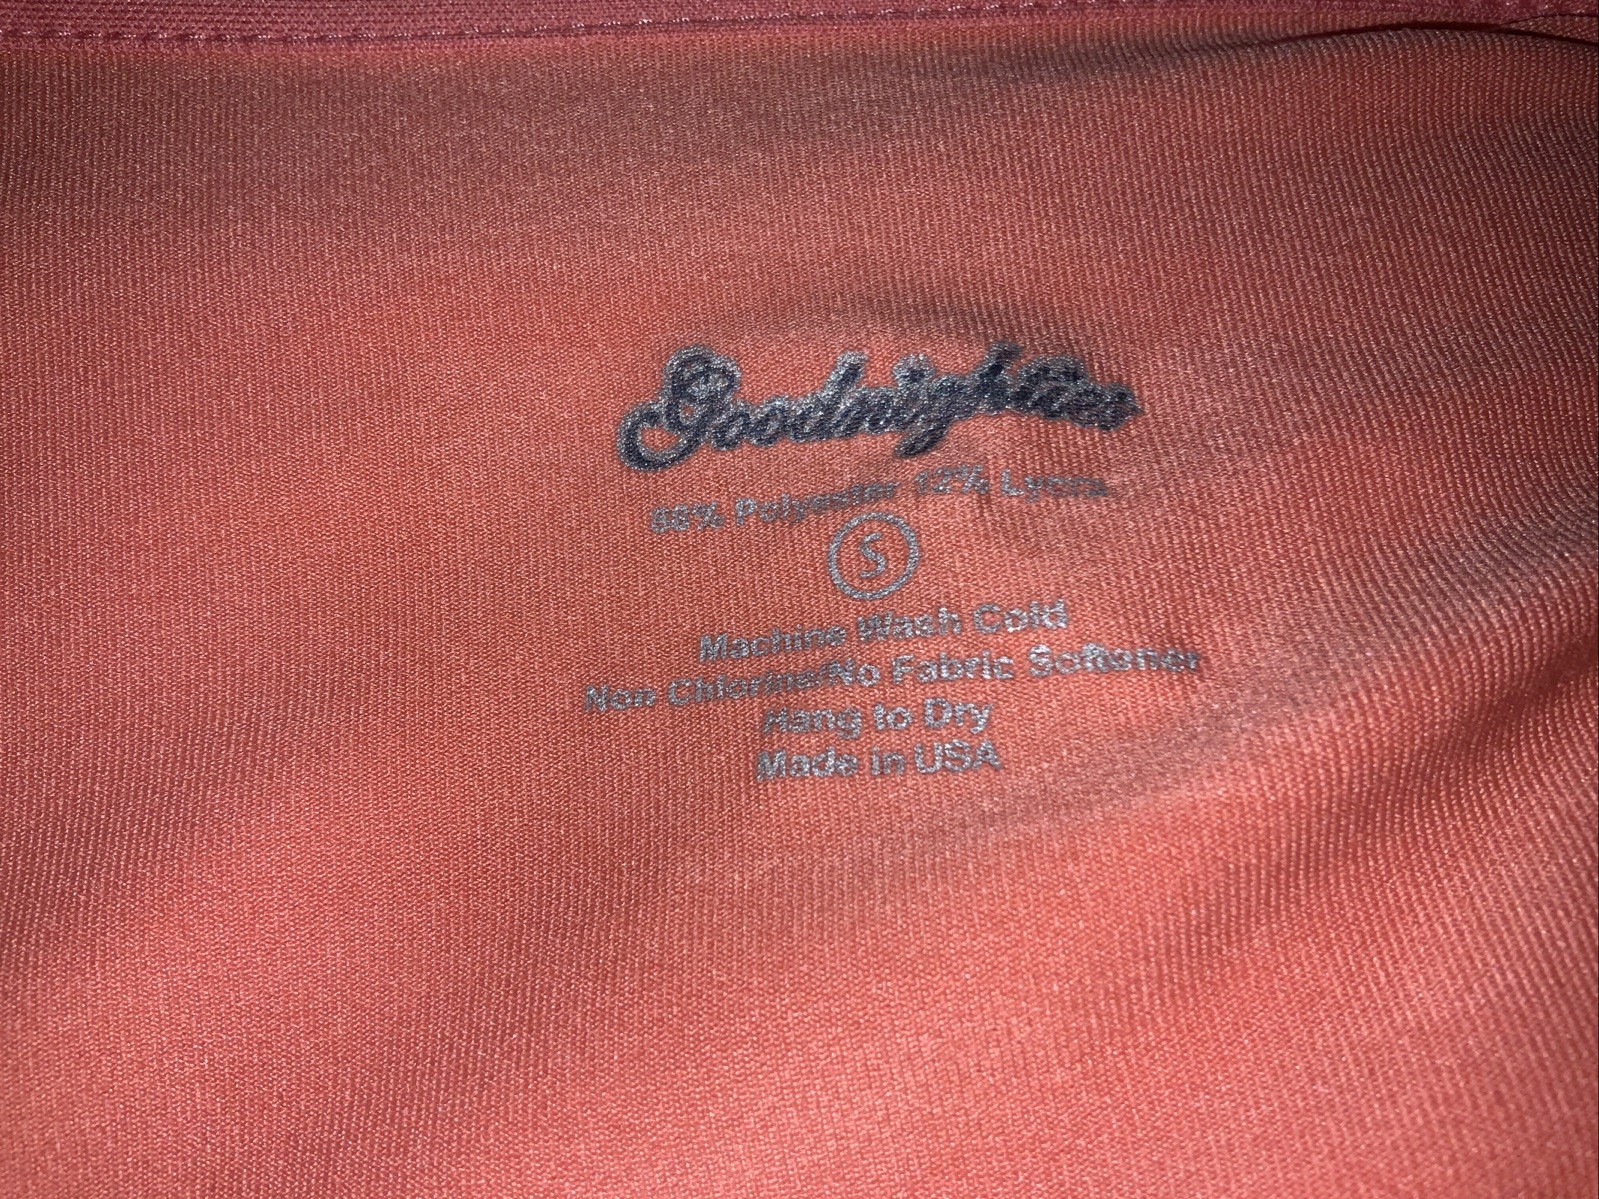 Goodnighties
88% Polyester 12% Lycra
S
Machine Wash Cold
Non Chlorine/No Fabric Softener
Hang to Dry
Made in USA